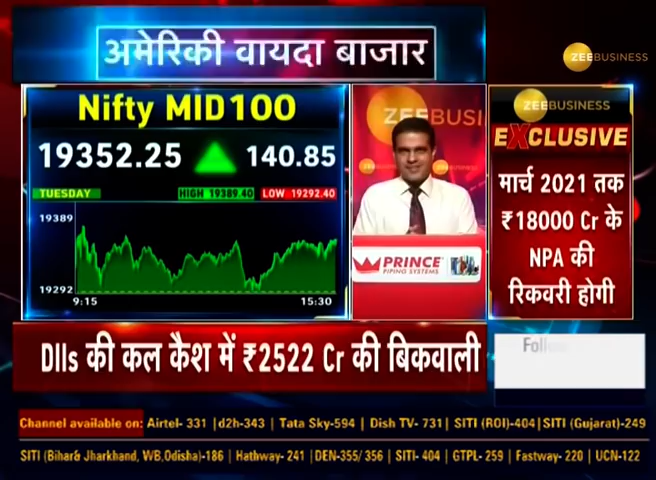 अमेरिकी वायदा बाजार
ZEEBUSINESS
Nifty MID100
19352.25 140.85
TUESDAY HIGH 19389.40 LOW 19292.40
19389
19292
9:15 15:30
ZEEBUSINESS
PRINCE
PIPING SYSTEMS
ZEEBUSINESS
EXCLUSIVE
मार्च 2021 तक
₹18000 Cr के
NPA की
रिकवरी होगी
DIIs की कल कैश में ₹2522 Cr की बिकवाली
Channel available on: Airtel- 331 |d2h-343 | Tata Sky-594 | Dish TV- 731| SITI (ROI)-404|SITI (Gujarat)-249
SITI (Bihar& Jharkhand, WB,Odisha)-186 | Hathway- 241 |DEN-355/ 356 | SITI- 404 | GTPL- 259 | Fastway- 220 | UCN-122